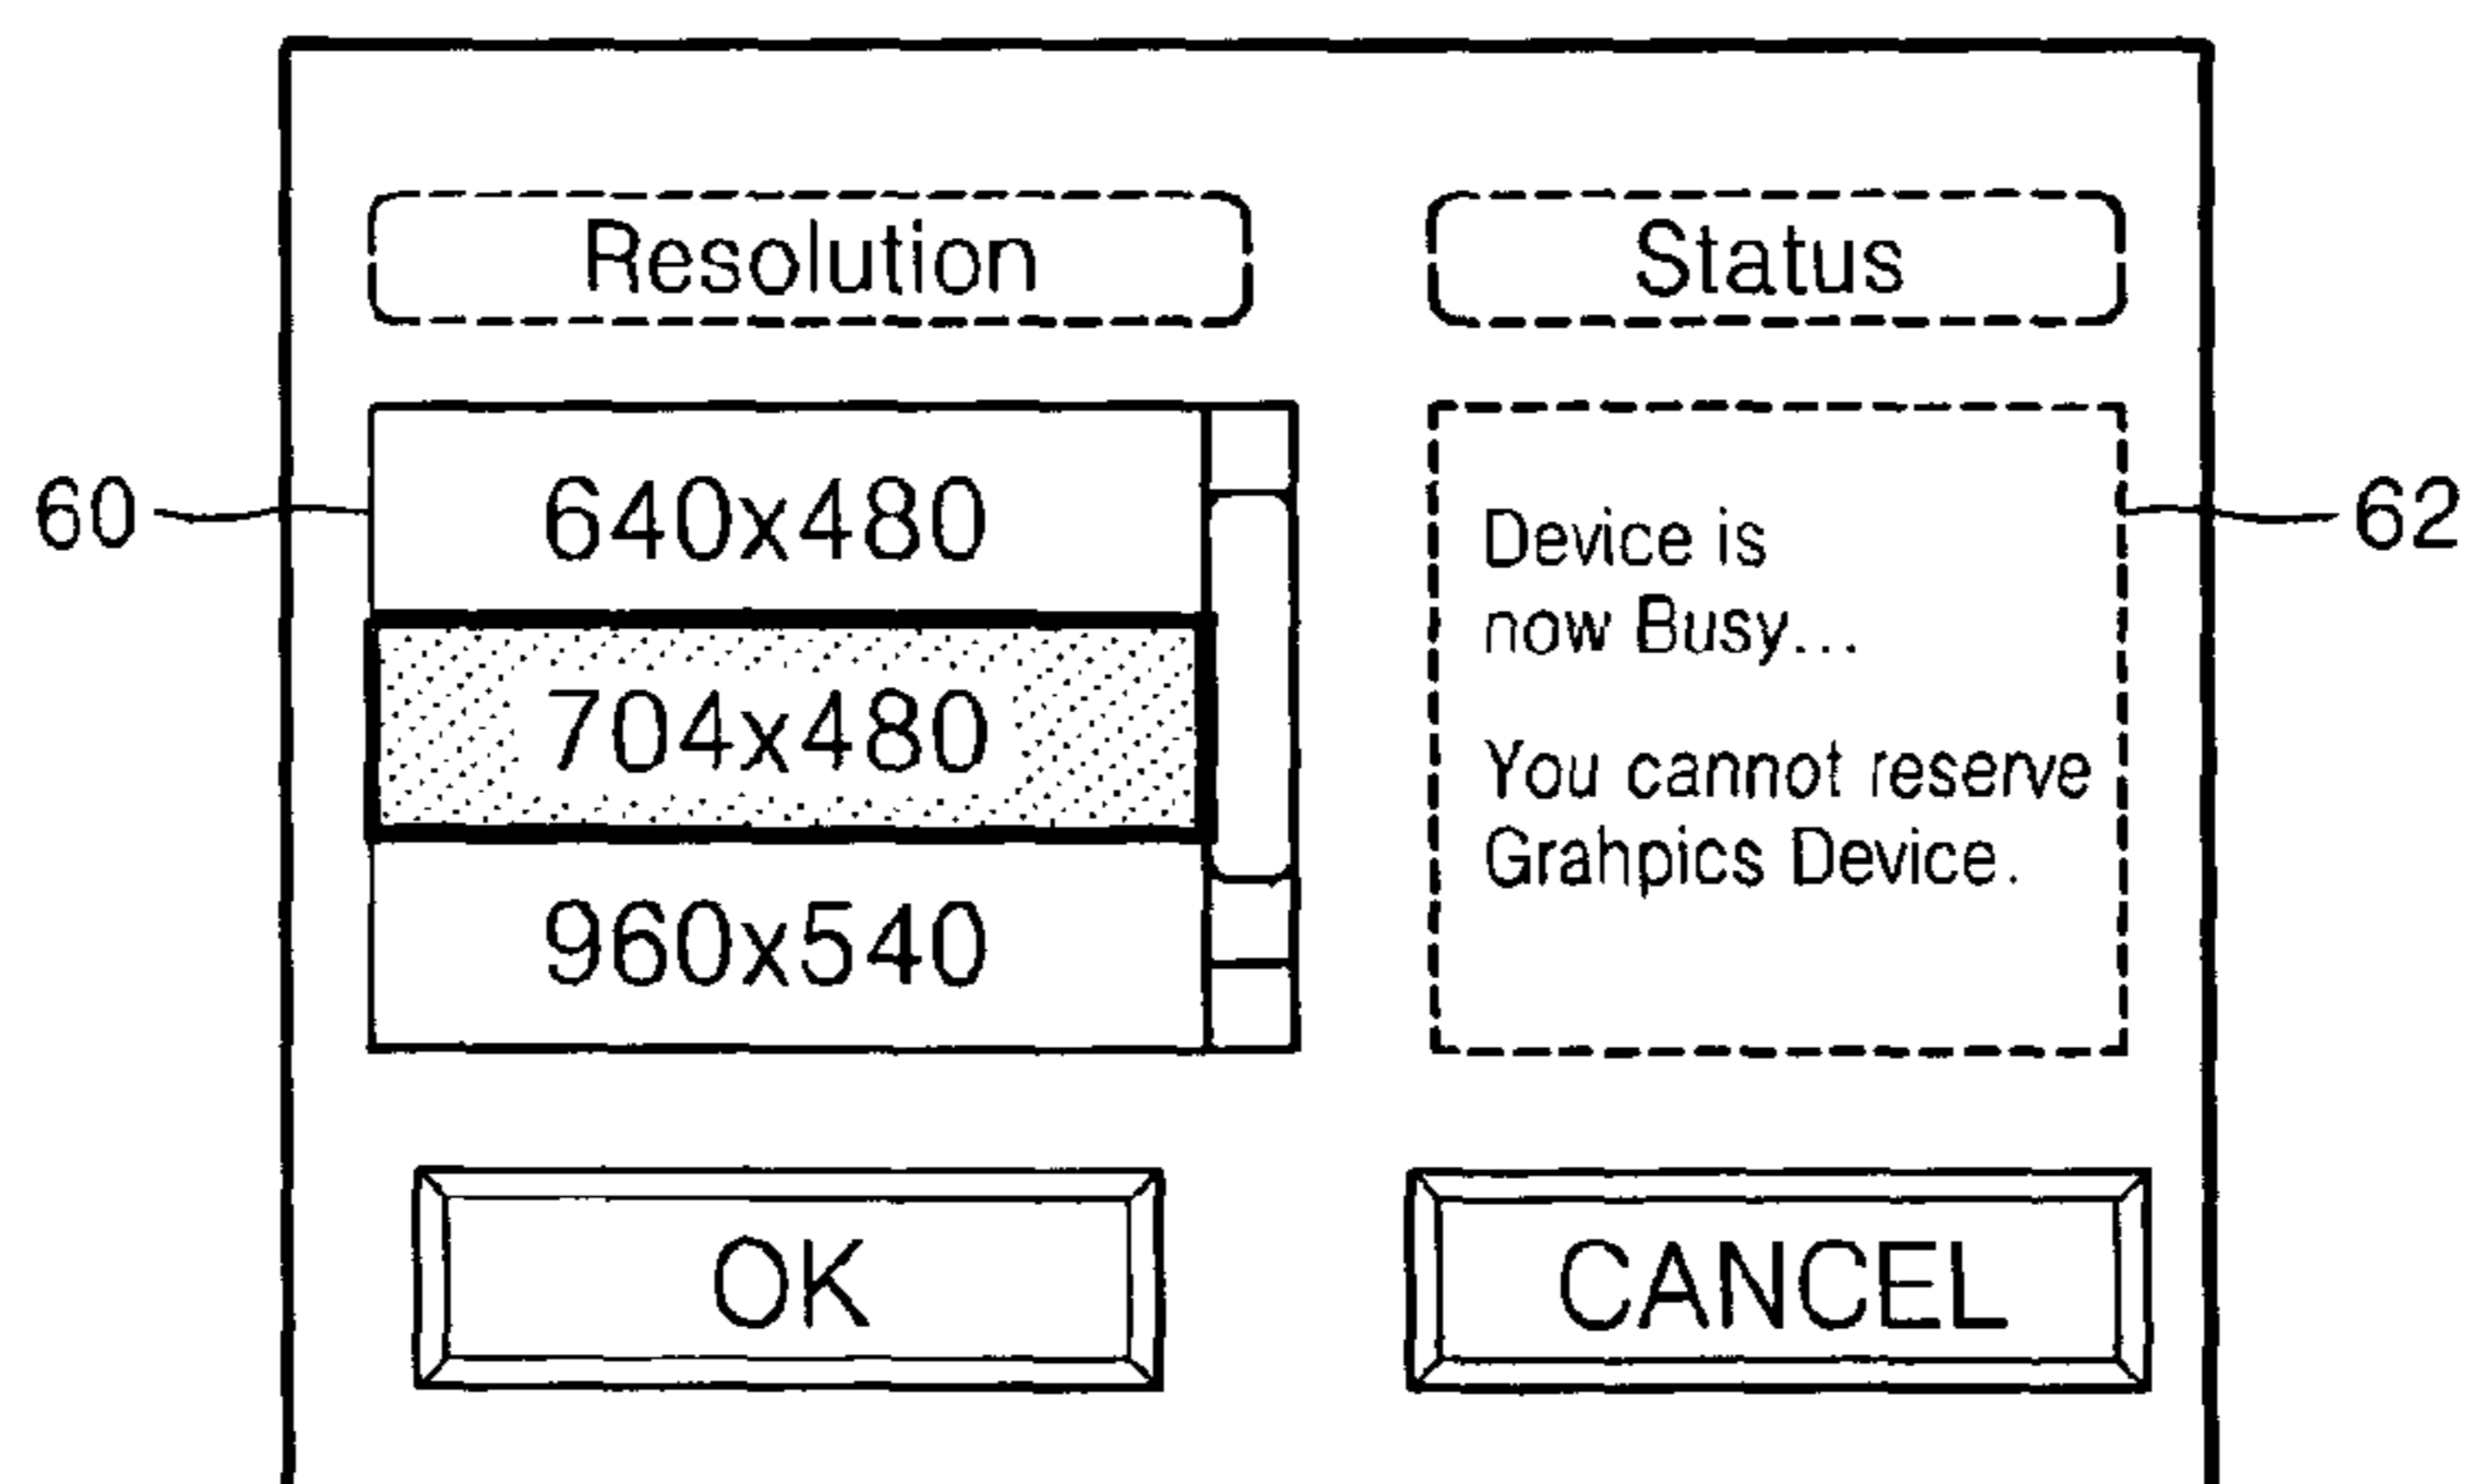 Resolution
Status
60
640x480
704x480
960x540
Device is
now Busy...
You cannot reserve
Grahpics Device.
62
OK
CANCEL